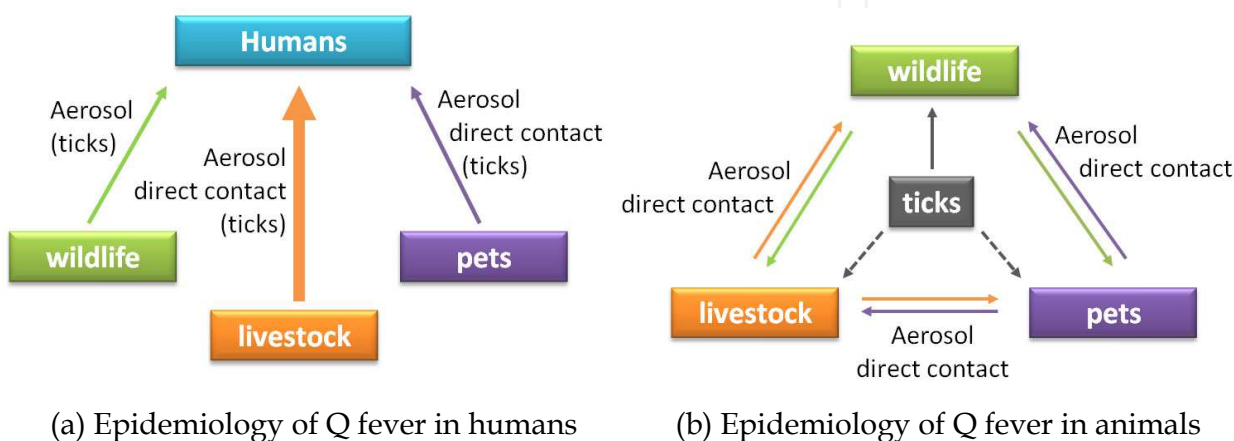 Humans
Aerosol
(ticks)
Aerosol
direct contact
(ticks)
Aerosol
direct contact
(ticks)
wildlife
pets
livestock
(a) Epidemiology of Q fever in humans
wildlife
Aerosol
direct contact
Aerosol
direct contact
ticks
livestock
pets
Aerosol
direct contact
(b) Epidemiology of Q fever in animals